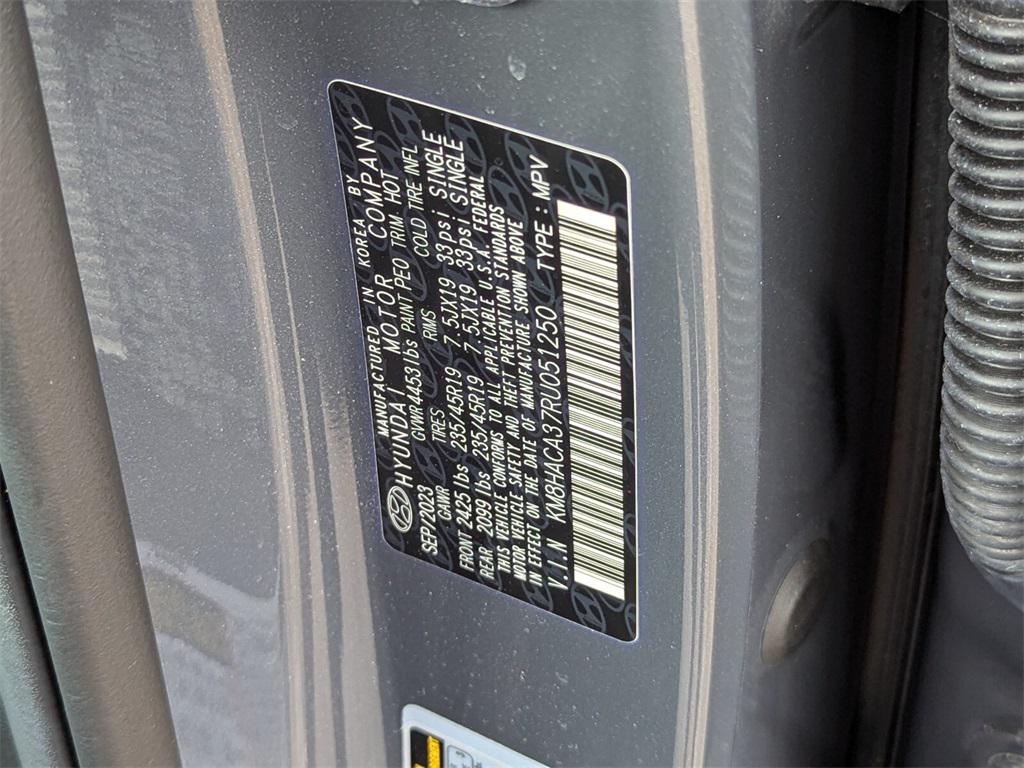 MANUFACTURED IN KOREA BY
HYUNDAI MOTOR COMPANY
SEP/2023 GVWR 4453lbs PAINT PEO TRIM HOT
GAWR TIRES RIMS COLD TIRE INFL
FRONT 2425 lbs 235/45R19 7.5JX19 33psi SINGLE
REAR 2099 lbs 235/45R19 7.5JX19 33psi SINGLE
THIS VEHICLE CONFORMS TO ALL APPLICABLE U.S.A. FEDERAL
MOTOR VEHICLE SAFETY AND THEFT PREVENTION STANDARDS
IN EFFECT ON THE DATE OF MANUFACTURE SHOWN ABOVE
V.I.N KM8HACA37RU051250 TYPE : MPV